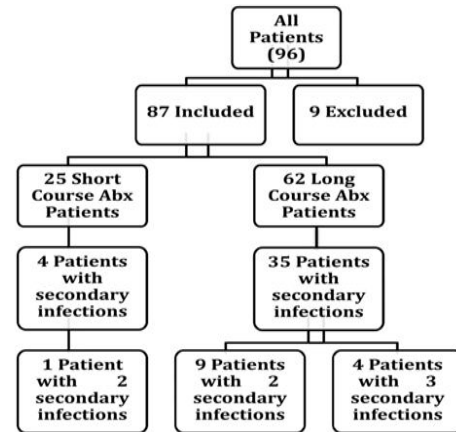 All
Patients
(96)
87 Included
9 Excluded
25 Short
Course Abx
Patients
62 Long
Course Abx
Patients
4 Patients
with
secondary
infections
35 Patients
with
secondary
infections
1 Patient
with 2
secondary
infections
9 Patients
with 2
secondary
infections
4 Patients
with 3
secondary
infections